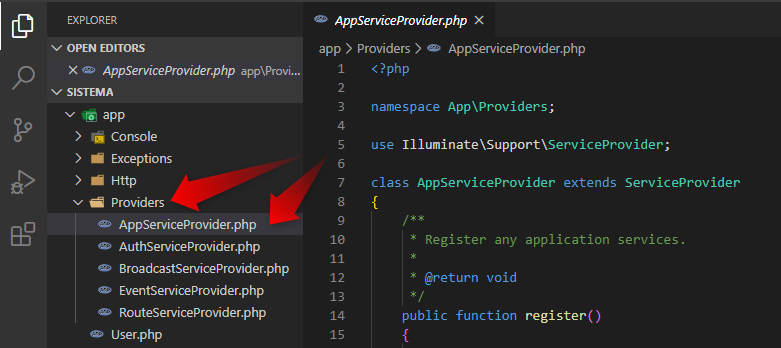 EXPLORER
OPEN EDITORS
AppServiceProvider.php app\Provi...
SISTEMA
app
Console
Exceptions
Http
Providers
AppServiceProvider.php
AuthServiceProvider.php
BroadcastServiceProvider.php
EventServiceProvider.php
RouteServiceProvider.php
User.php
AppServiceProvider.php
app > Providers > AppServiceProvider.php
1 <?php
2
3 namespace App\Providers;
4
5 use Illuminate\Support\ServiceProvider;
6
7 class AppServiceProvider extends ServiceProvider
8 {
9 /**
10 * Register any application services.
11 *
12 * @return void
13 */
14 public function register()
15 {